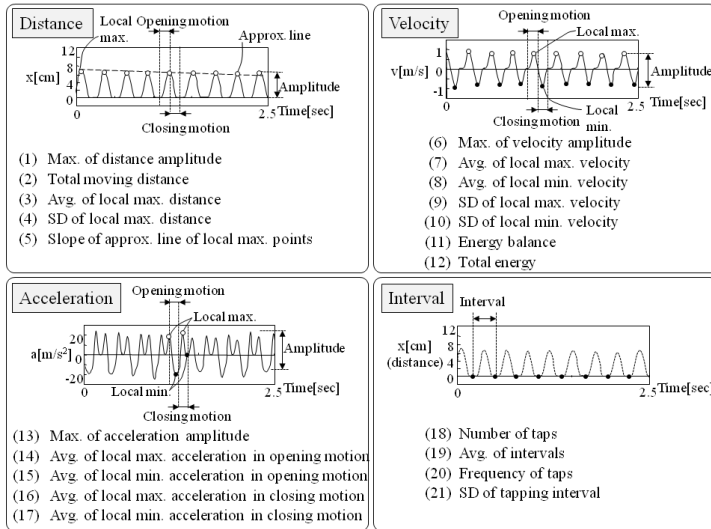 Distance
Local max.
Opening motion
Approx. line
x[cm]
12
8
4
0
Amplitude
Time[sec]
0
2.5
Closing motion
(1) Max. of distance amplitude
(2) Total moving distance
(3) Avg. of local max. distance
(4) SD of local max. distance
(5) Slope of approx. line of local max. points
Velocity
Opening motion
Local max.
v[m/s]
1
0
-1
Amplitude
Time[sec]
0
2.5
Closing motion
Local min.
(6) Max. of velocity amplitude
(7) Avg. of local max. velocity
(8) Avg. of local min. velocity
(9) SD of local max. velocity
(10) SD of local min. velocity
(11) Energy balance
(12) Total energy
Acceleration
Opening motion
Local max.
a[m/s²]
20
0
-20
Amplitude
Time[sec]
0
2.5
Local min.
Closing motion
(13) Max. of acceleration amplitude
(14) Avg. of local max. acceleration in opening motion
(15) Avg. of local min. acceleration in opening motion
(16) Avg. of local max. acceleration in closing motion
(17) Avg. of local min. acceleration in closing motion
Interval
Interval
x[cm]
(distance)
12
8
4
0
0
2.5
Time[sec]
(18) Number of taps
(19) Avg. of intervals
(20) Frequency of taps
(21) SD of tapping interval